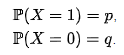 ℙ(X = 1) = p,
ℙ(X = 0) = q.